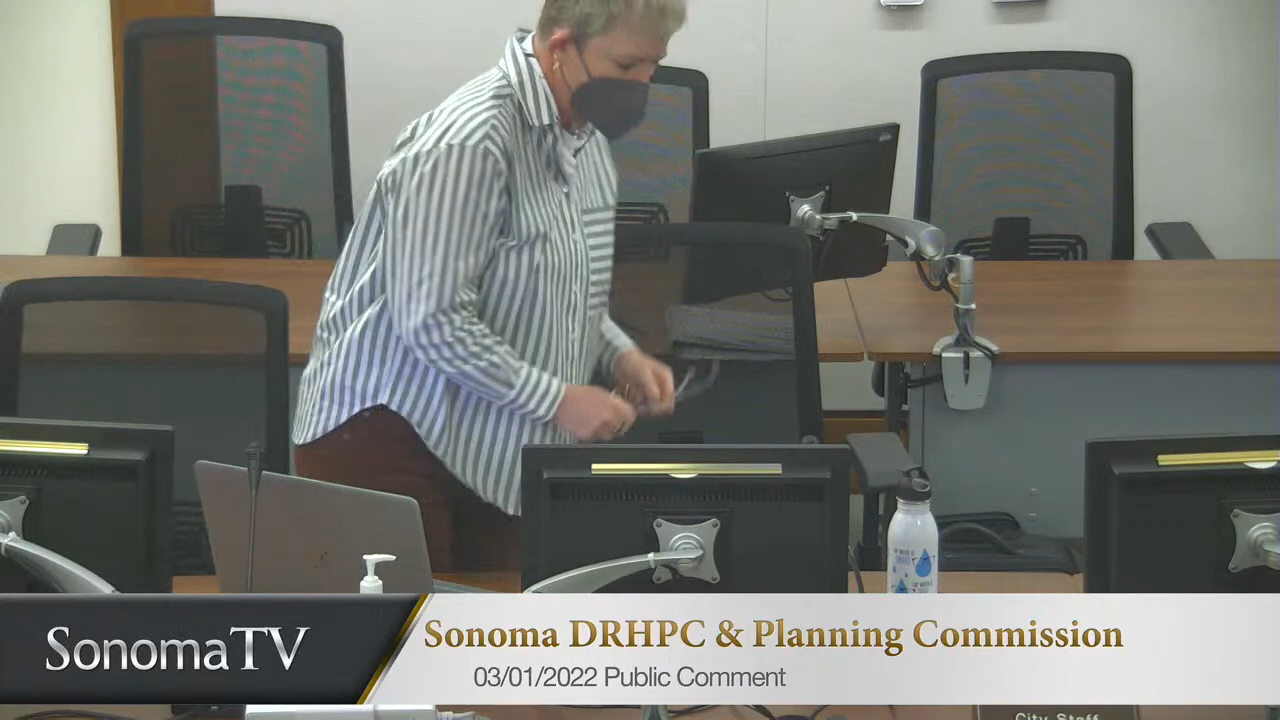 SonomaTV
Sonoma DRHPC & Planning Commission
03/01/2022 Public Comment
City Staff